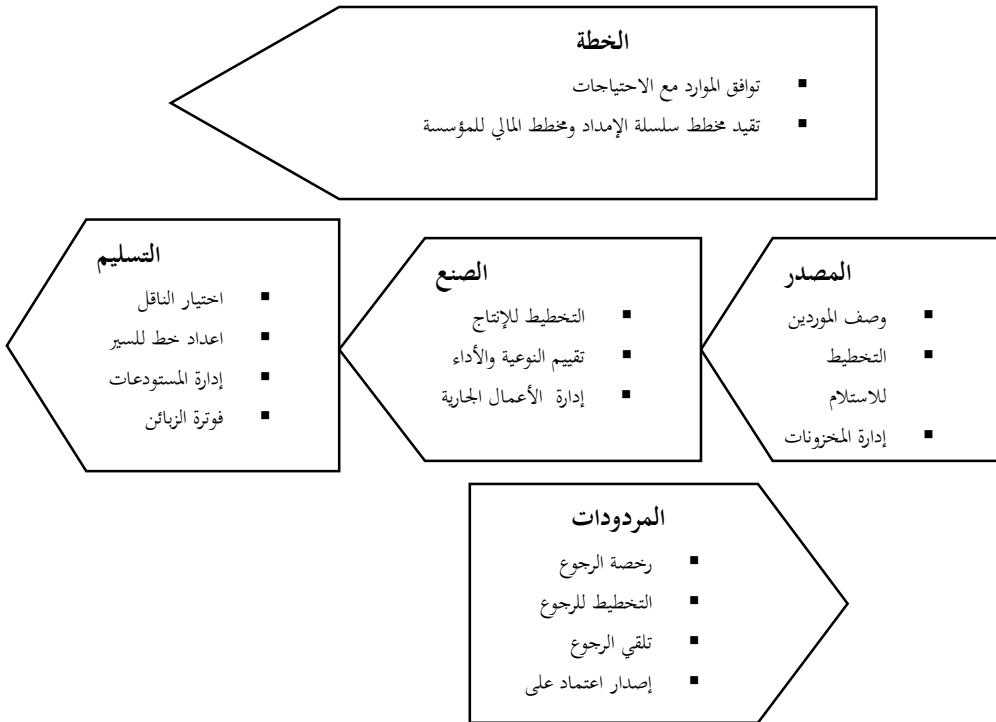 الخطة
▪ توافق الموارد مع الاحتياجات
▪ تقيد مخطط سلسلة الإمداد ومخطط المالي للمؤسسة
المصدر
▪ وصف الموردين
▪ التخطيط
للاستلام
▪ إدارة المخزونات
الصنع
▪ التخطيط للإنتاج
▪ تقييم النوعية والأداء
▪ إدارة الأعمال الجارية
التسليم
▪ اختيار الناقل
▪ اعداد خط للسير
▪ إدارة المستودعات
▪ فوترة الزبائن
المردودات
▪ رخصة الرجوع
▪ التخطيط للرجوع
▪ تلقي الرجوع
▪ إصدار اعتماد على